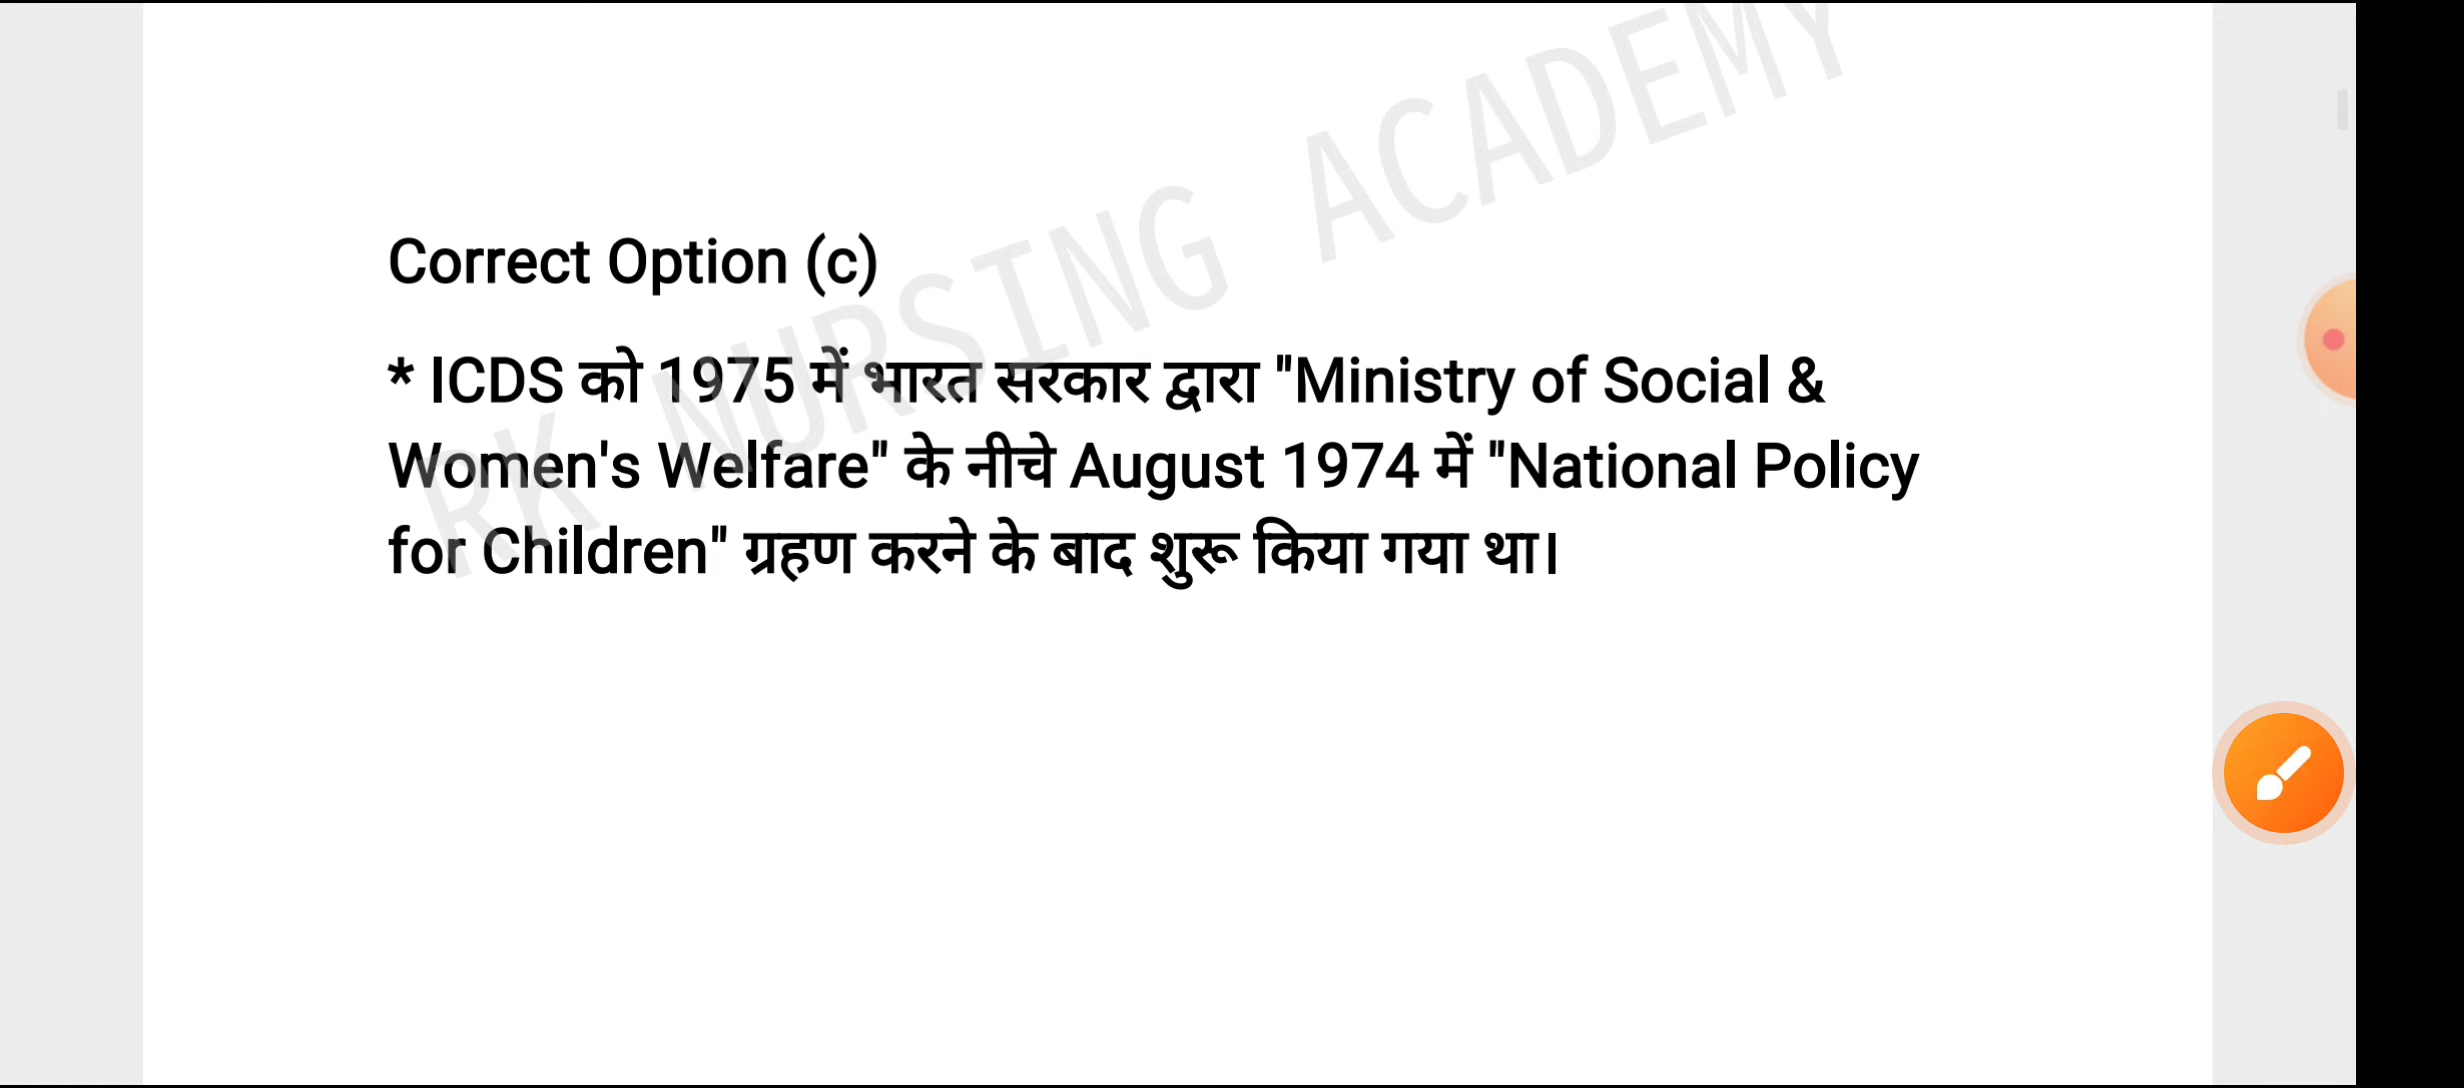 RK NURSING ACADEMY
Correct Option (c)
* ICDS को 1975 में भारत सरकार द्वारा "Ministry of Social &
Women's Welfare" के नीचे August 1974 में "National Policy
for Children" ग्रहण करने के बाद शुरू किया गया था।